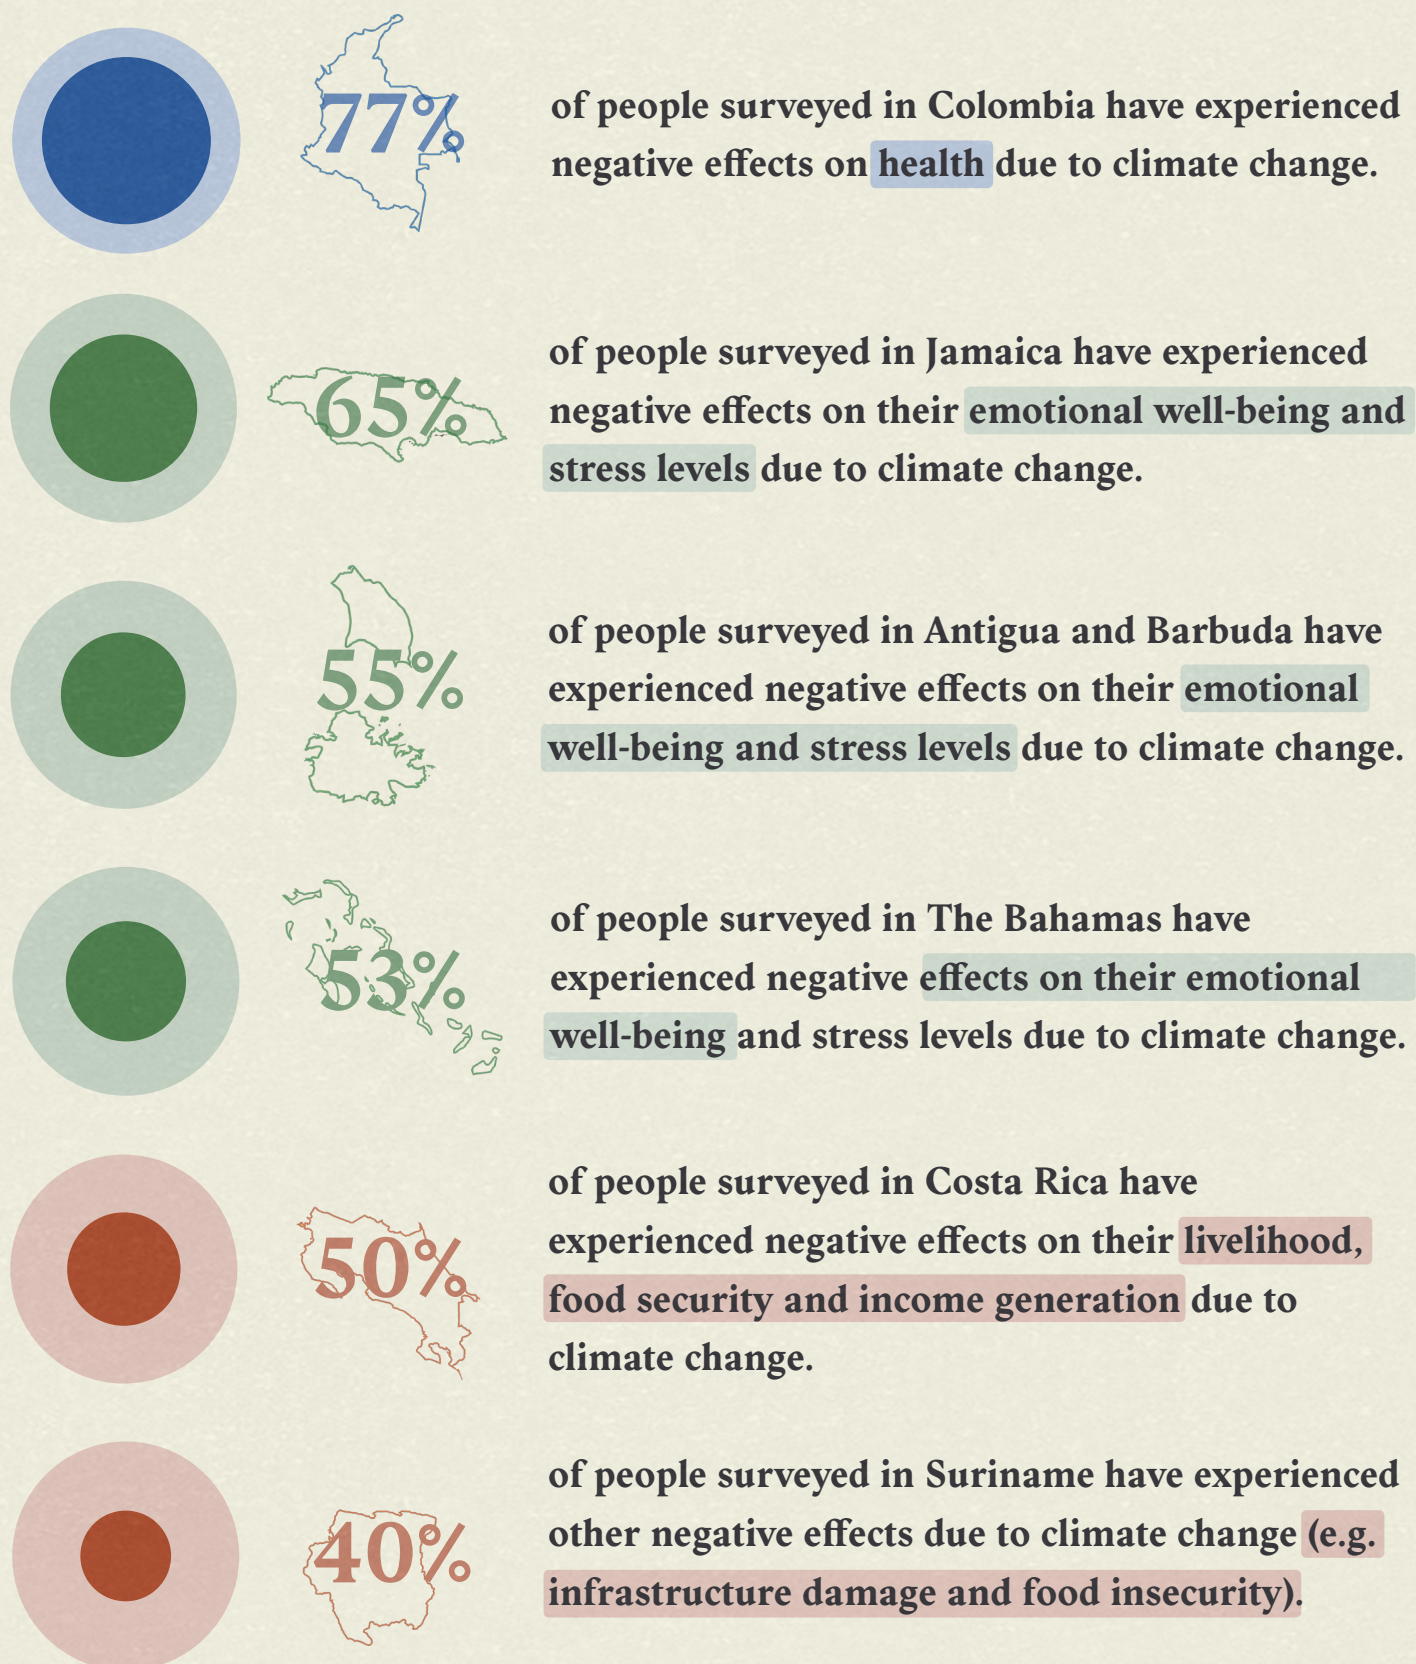 77%
of people surveyed in Colombia have experienced
negative effects on health due to climate change.
65%
of people surveyed in Jamaica have experienced
negative effects on their emotional well-being and
stress levels due to climate change.
55%
of people surveyed in Antigua and Barbuda have
experienced negative effects on their emotional
well-being and stress levels due to climate change.
53%
of people surveyed in The Bahamas have
experienced negative effects on their emotional
well-being and stress levels due to climate change.
50%
of people surveyed in Costa Rica have
experienced negative effects on their livelihood,
food security and income generation due to
climate change.
40%
of people surveyed in Suriname have experienced
other negative effects due to climate change (e.g.
infrastructure damage and food insecurity).